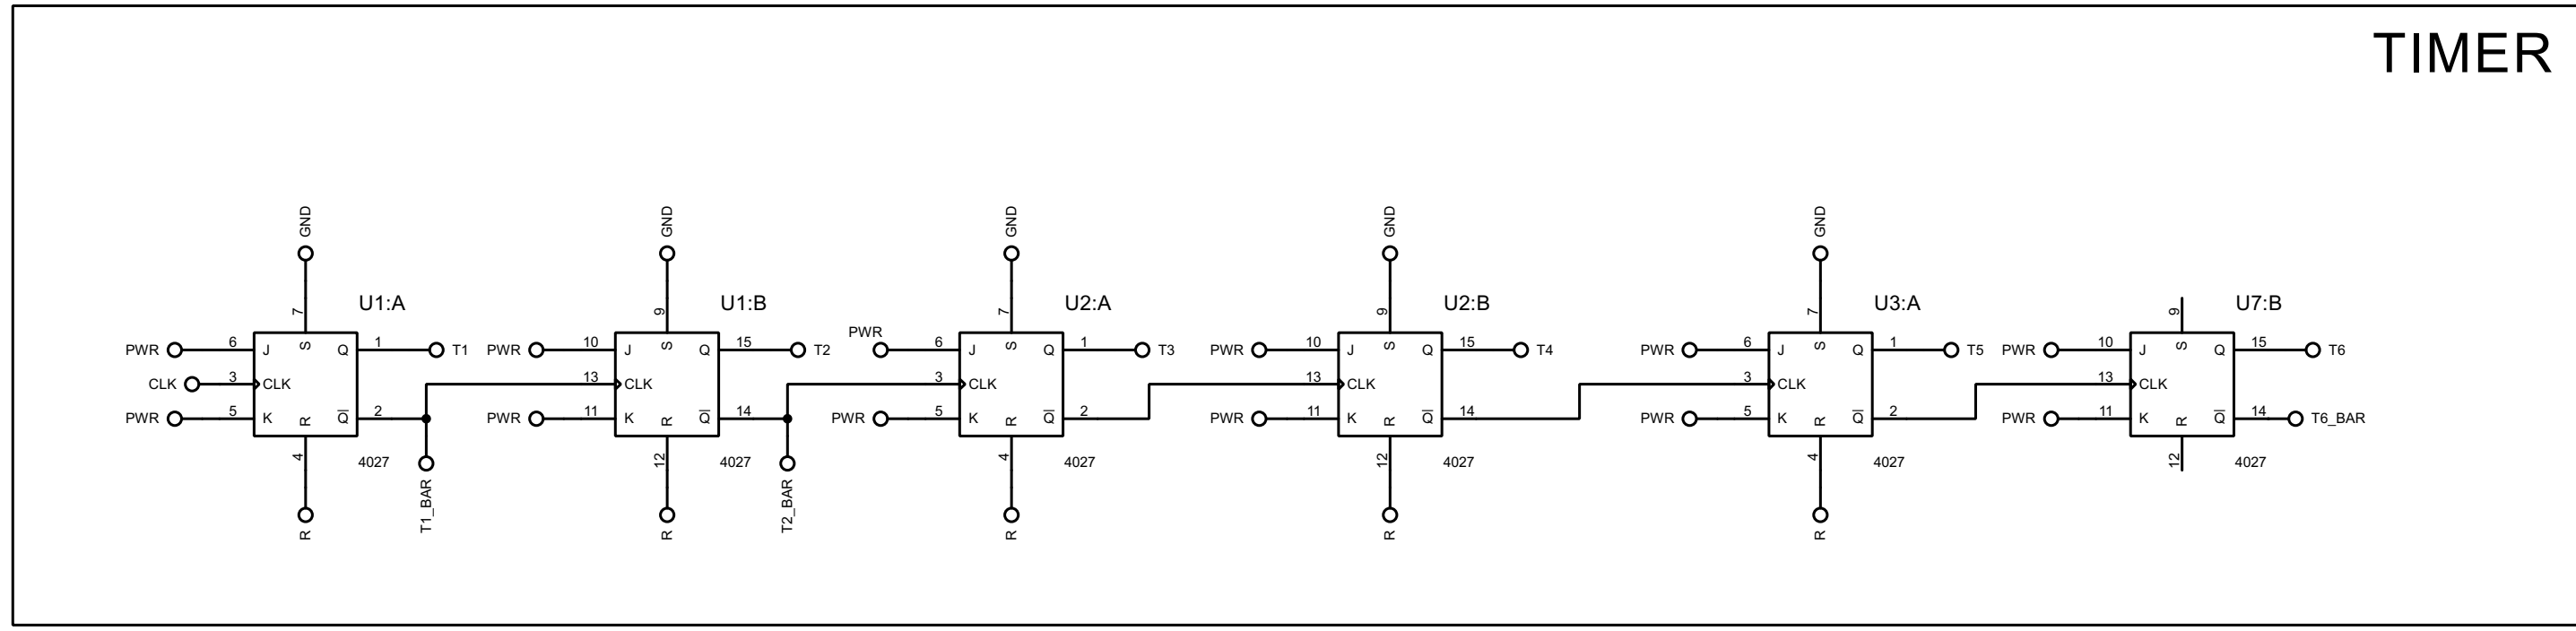 TIMER
GND
GND
GND
GND
GND
U1:A
U1:B
U2:A
U2:B
U3:A
U7:B
7
9
7
9
7
9
PWR
PWR 6 J S Q 1 T1
PWR 10 J S Q 15 T2
6 J S Q 1 T3
PWR 10 J S Q 15 T4
PWR 6 J S Q 1 T5
PWR 10 J S Q 15 T6
CLK 3 CLK
13 CLK
3 CLK
13 CLK
3 CLK
13 CLK
PWR 5 K R Q̅ 2
PWR 11 K R Q̅ 14
PWR 5 K R Q̅ 2
PWR 11 K R Q̅ 14
PWR 5 K R Q̅ 2
PWR 11 K R Q̅ 14 T6_BAR
4 4027
12 4027
4 4027
12 4027
4 4027
12 4027
T1_BAR
T2_BAR
R
R
R
R
R